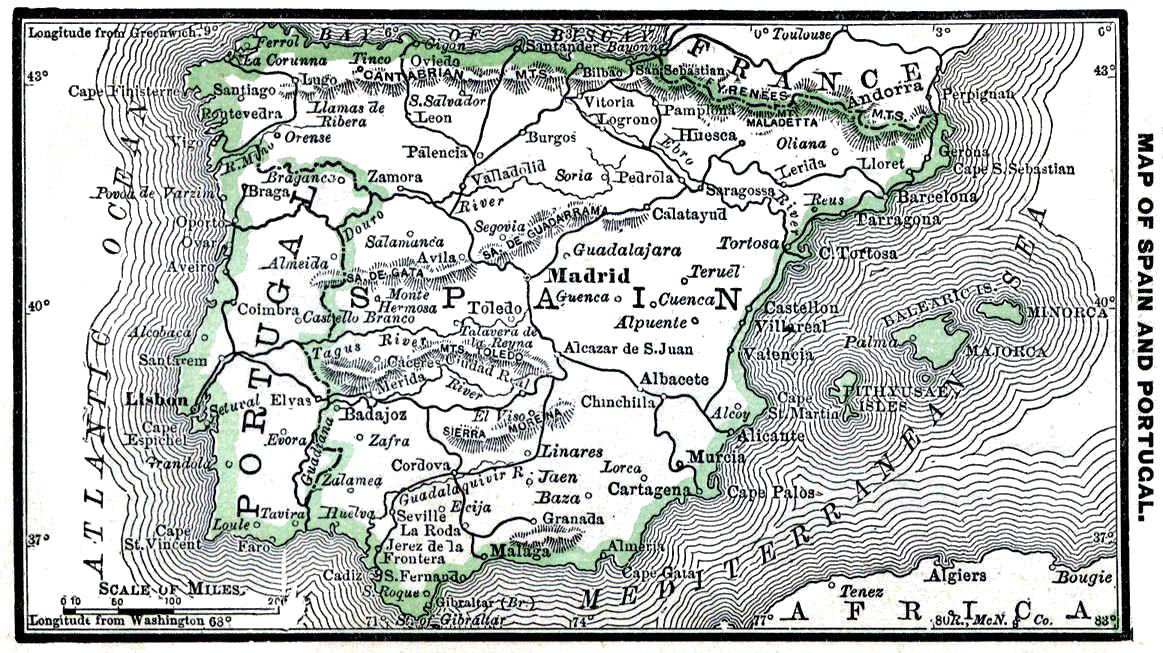 MAP OF SPAIN AND PORTUGAL.
Longitude from Greenwich. 9°
6°
3°
0°
3°
6°
BAY OF BISCAY
Toulouse
Ferrol
La Corunna
Tineo
Gijon
Oviedo
Santander
Bayonne
FRANCE
43°
43°
Lugo
CANTABRIAN MTS.
Bilbao
San Sebastian
PYRENEES
Andorra
MTS.
Perpignan
Cape Finisterre
Santiago
Llamas de
Ribera
S. Salvador
Leon
Vitoria
Logrono
Pamplona
MT.
MALADETTA
Pontevedra
Vigo
Orense
Burgos
Huesca
Oliana
Gerona
R. Minho
Palencia
Ebro
Lerida
Lloret
Cape S. Sebastian
Braganca
Zamora
Valladolid
Soria
Pedrola
Saragossa
River
Reus
Barcelona
Povoa de Varzim
Braga
Douro
River
Calatayud
Tarragona
Oporto
Segovia
SA. DE GUADARRAMA
Ovar
Salamanca
Avila
Guadalajara
Tortosa
C. Tortosa
Aveiro
Almeida
SA. DE GATA
Madrid
Teruel
SPAIN
Monte
Hermosa
Guenca
Cuenca
40°
40°
Coimbra
Castello Branco
Toledo
Alpuente
Castellon
Villareal
BALEARIC IS.
MINORCA
Alcobaca
Talavera de
la Reyna
Palma
MAJORCA
Santarem
Tagus River
MTS. TOLEDO
Alcazar de S. Juan
Valencia
Caceres
Ciudad Real
Albacete
PITHYUSAE
ISLES
Lisbon
Setuval
Elvas
Merida
River
Chinchilla
Alcoy
Cape
St. Martin
Badajoz
El Viso
SIERRA MORENA
Alicante
Cape
Espichel
Evora
Zafra
Linares
Murcia
Grandola
Guadiana
Cordova
Jaen
Lorca
Zalamea
Guadalaquivir R.
Baza
Cartagena
Cape Palos
PORTUGAL
Ecija
Loule
Tavira
Huelva
Seville
Granada
37°
37°
Cape
St. Vincent
Faro
La Roda
Jerez de la
Frontera
Malaga
Almeria
Cape Gata
Cadiz
S. Fernando
S. Roque
Gibraltar (Br.)
S. of Gibraltar
ATLANTIC OCEAN
MEDITERRANEAN SEA
Algiers
Bougie
Tenez
AFRICA
SCALE OF MILES.
0 10 50 100 200
Longitude from Washington 68°
71°
74°
77°
80
R., McN. & Co.
83°